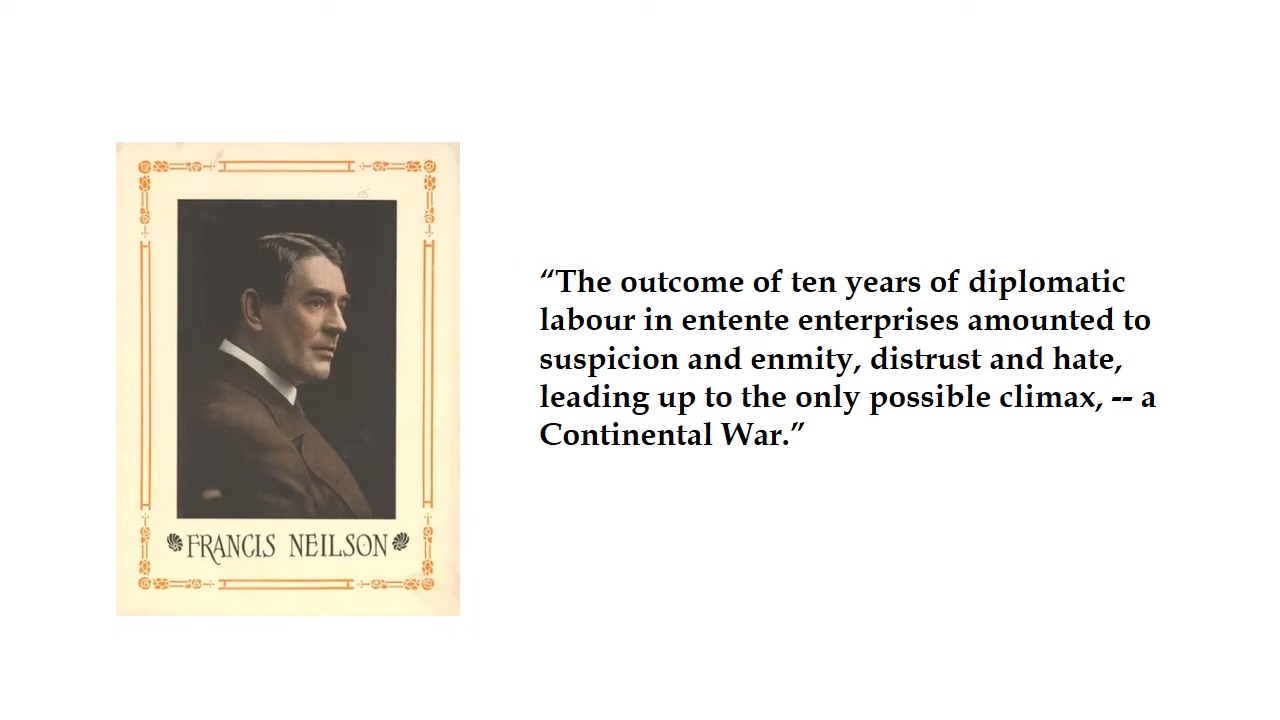 FRANCIS NEILSON
“The outcome of ten years of diplomatic
labour in entente enterprises amounted to
suspicion and enmity, distrust and hate,
leading up to the only possible climax, -- a
Continental War.”